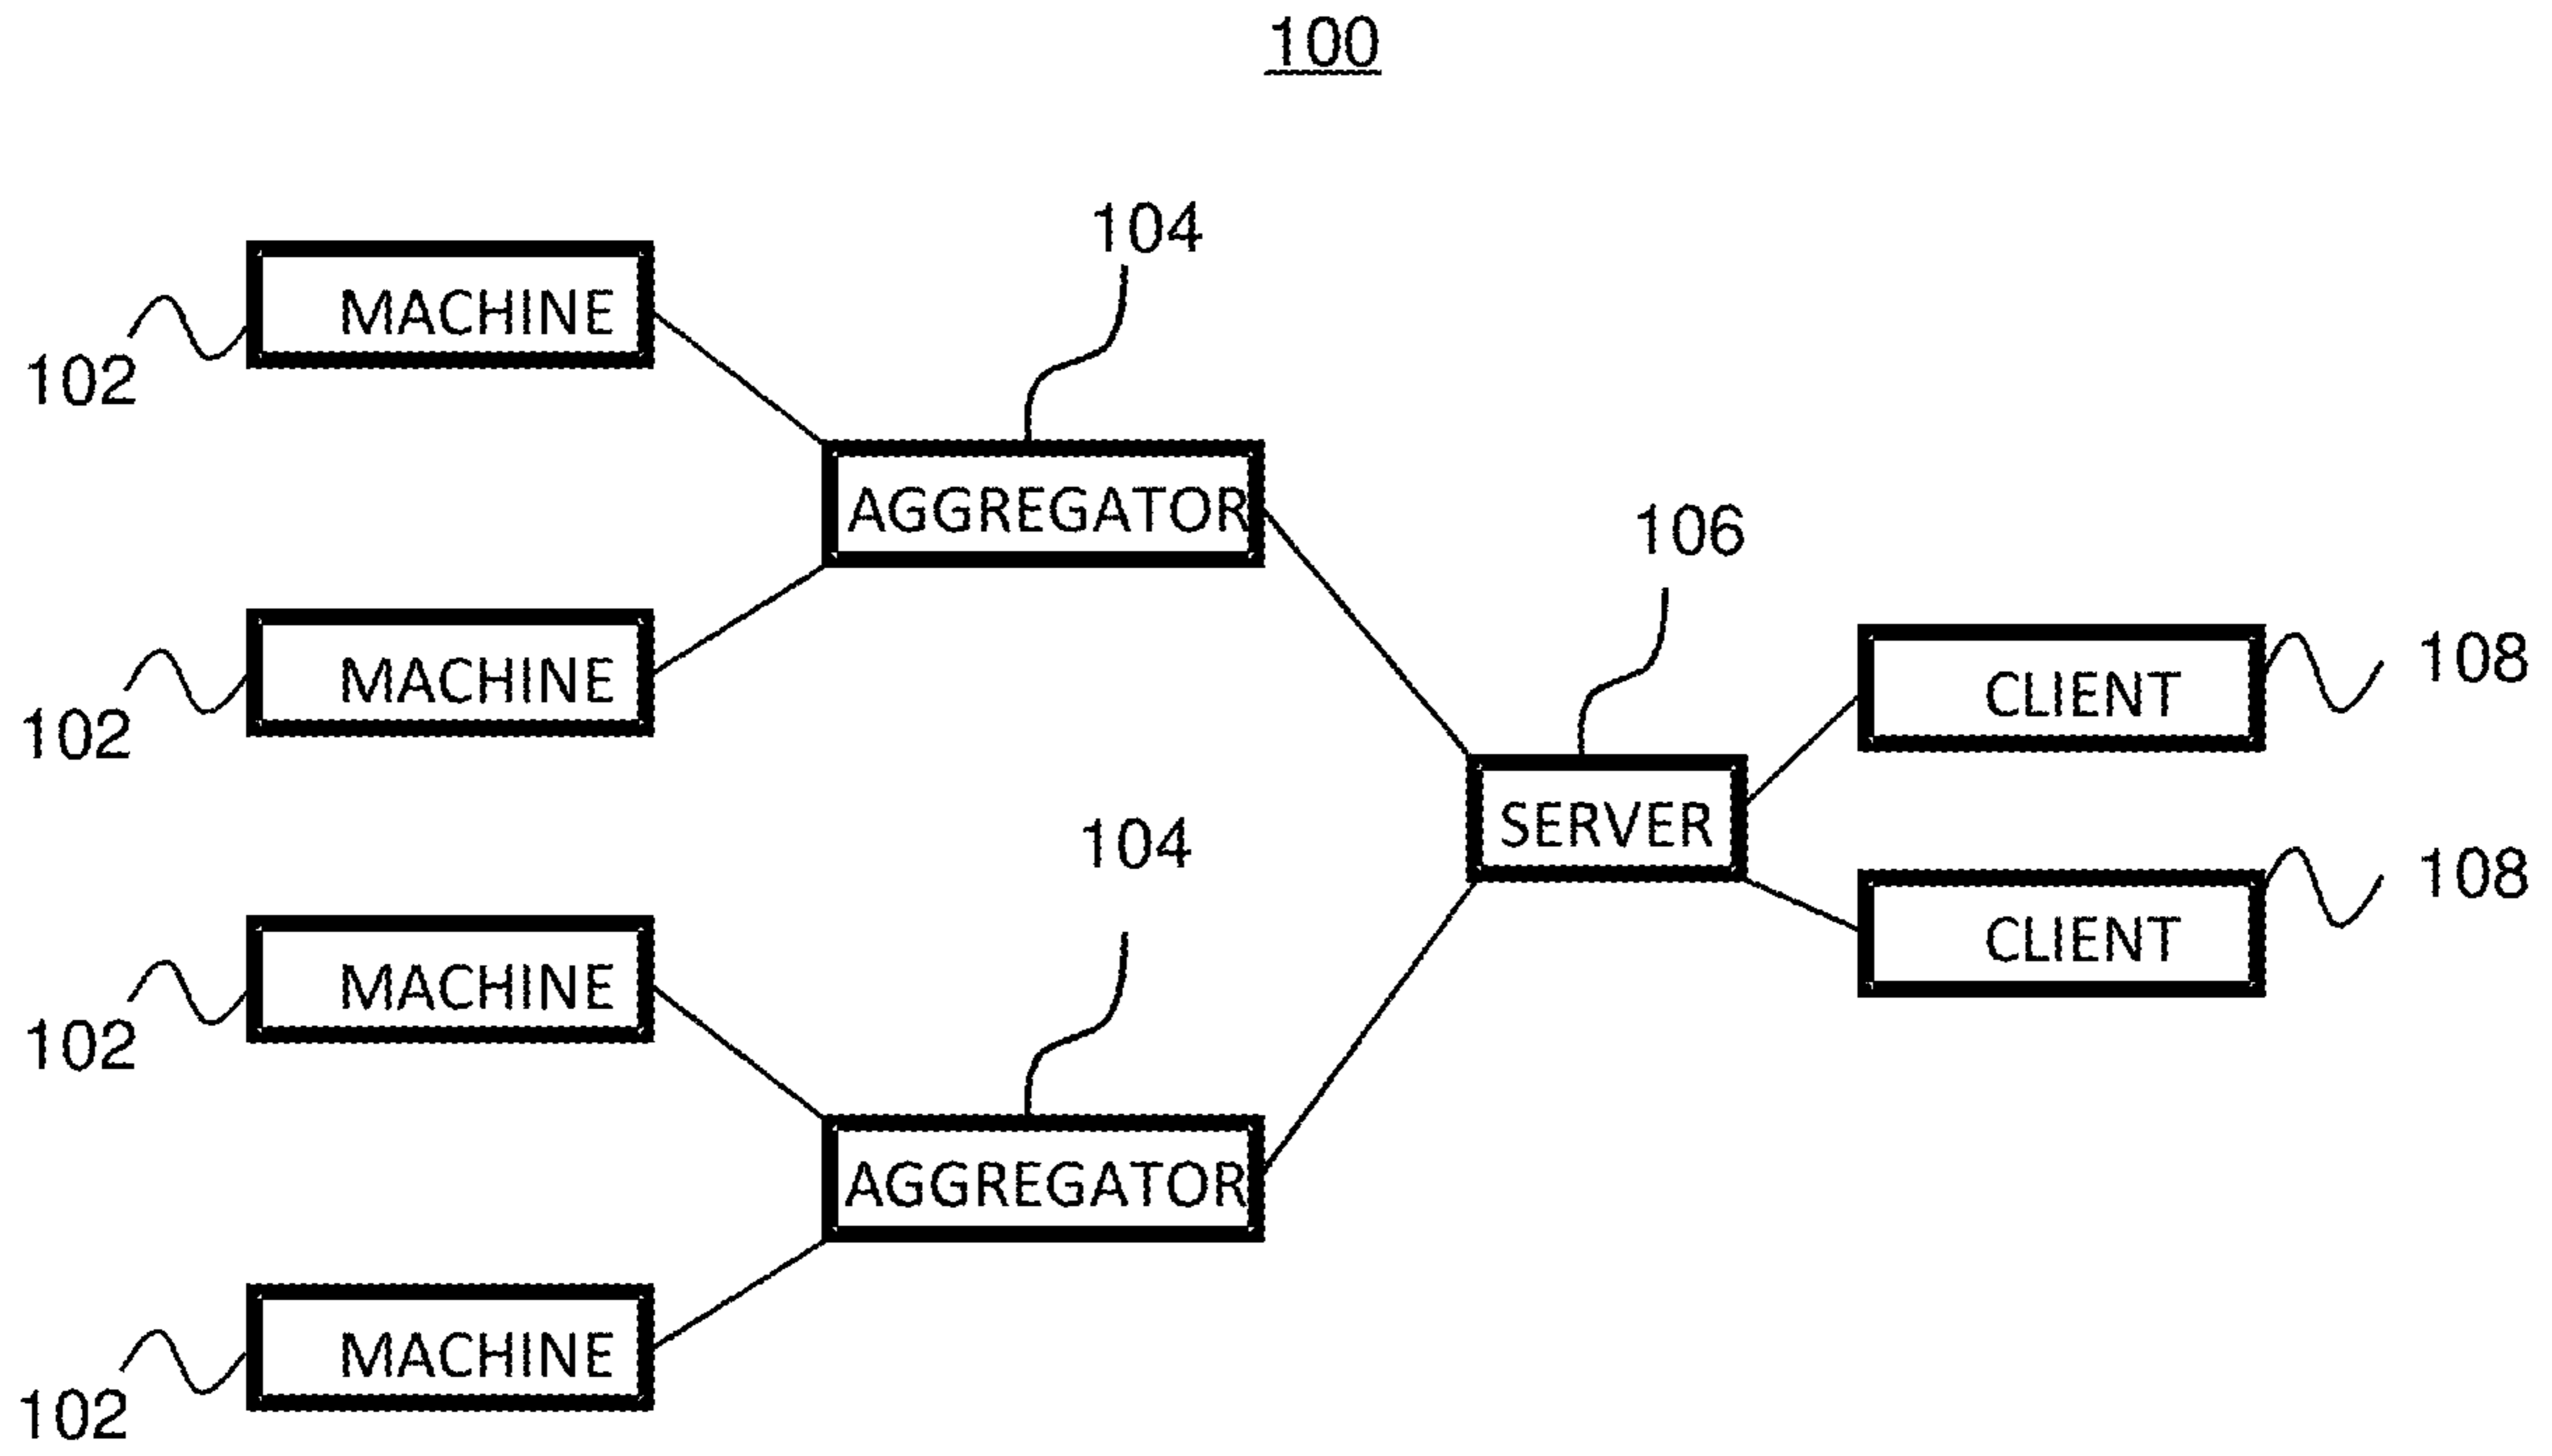 100
104
MACHINE
102
AGGREGATOR
106
MACHINE
102
CLIENT
108
SERVER
104
CLIENT
108
MACHINE
102
AGGREGATOR
MACHINE
102